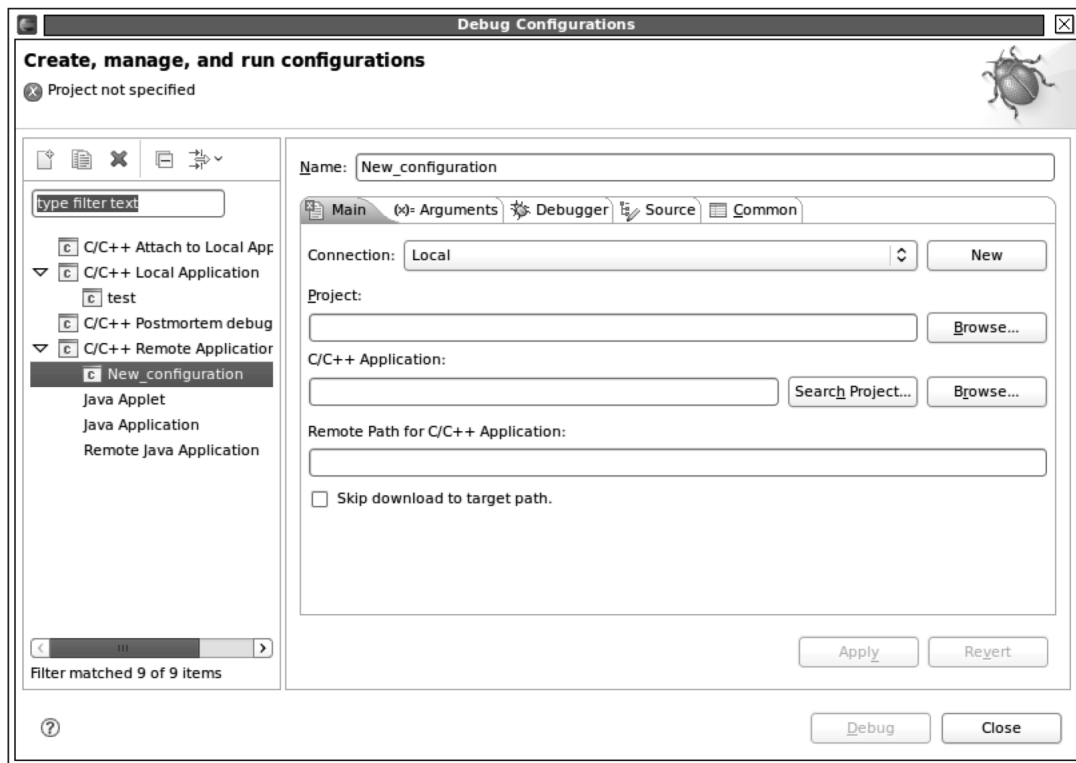 Debug Configurations
Create, manage, and run configurations
Project not specified
type filter text
C/C++ Attach to Local App
C/C++ Local Application
test
C/C++ Postmortem debug
C/C++ Remote Application
New_configuration
Java Applet
Java Application
Remote Java Application
Filter matched 9 of 9 items
Name: New_configuration
Main (x)= Arguments Debugger Source Common
Connection: Local New
Project:
Browse...
C/C++ Application:
Search Project... Browse...
Remote Path for C/C++ Application:
Skip download to target path.
Apply Revert
Debug Close